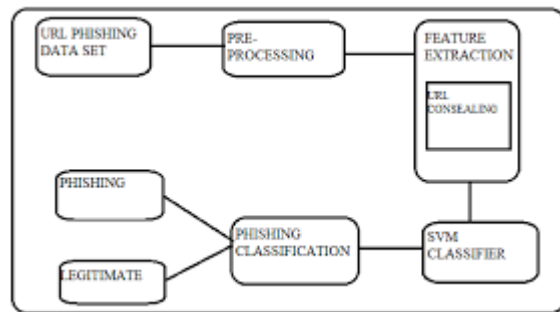 URL PHISHING
DATA SET
PRE-
PROCESSING
FEATURE
EXTRACTION
URL
CONSEALING
PHISHING
LEGITIMATE
PHISHING
CLASSIFICATION
SVM
CLASSIFIER